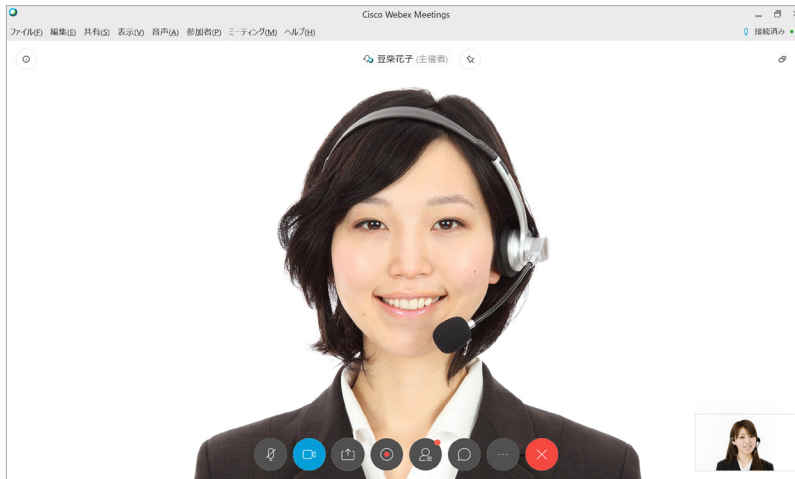 Cisco Webex Meetings
ファイル(F) 編集(E) 共有(S) 表示(V) 音声(A) 参加者(P) ミーティング(M) ヘルプ(H) 接続済み
豆柴花子 (主催者)